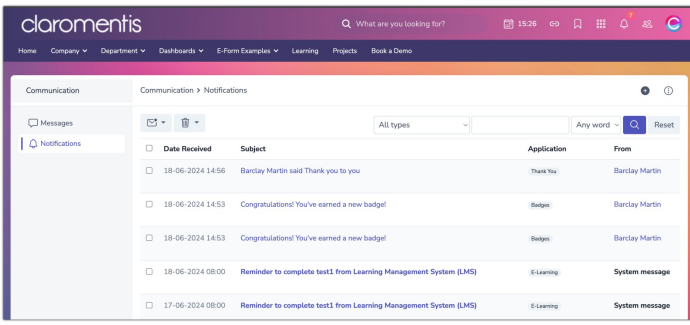 claromentis
What are you looking for?
15:26
7
Home Company Department Dashboards E-Form Examples Learning Projects Book a Demo
Communication
Communication > Notifications
Messages
Notifications
All types
Any word
Reset
Date Received Subject Application From
18-06-2024 14:56 Barclay Martin said Thank you to you Thank You Barclay Martin
18-06-2024 14:53 Congratulations! You've earned a new badge! Badges Barclay Martin
18-06-2024 14:53 Congratulations! You've earned a new badge! Badges Barclay Martin
18-06-2024 08:00 Reminder to complete test1 from Learning Management System (LMS) E-Learning System message
17-06-2024 08:00 Reminder to complete test1 from Learning Management System (LMS) E-Learning System message